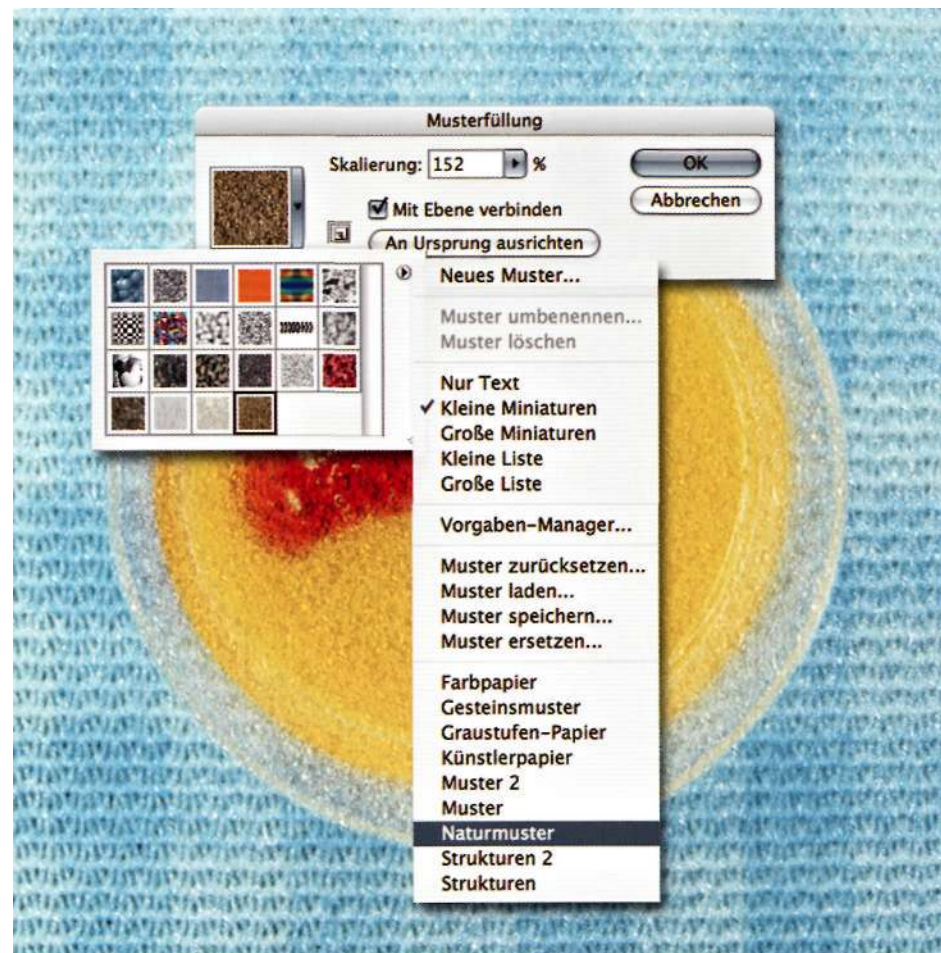 Musterfüllung
Skalierung: 152 %
OK
Mit Ebene verbinden
Abbrechen
An Ursprung ausrichten
Neues Muster...
Muster umbenennen...
Muster löschen
Nur Text
Kleine Miniaturen
Große Miniaturen
Kleine Liste
Große Liste
Vorgaben-Manager...
Muster zurücksetzen...
Muster laden...
Muster speichern...
Muster ersetzen...
Farbpapier
Gesteinsmuster
Graustufen-Papier
Künstlerpapier
Muster 2
Muster
Naturmuster
Strukturen 2
Strukturen